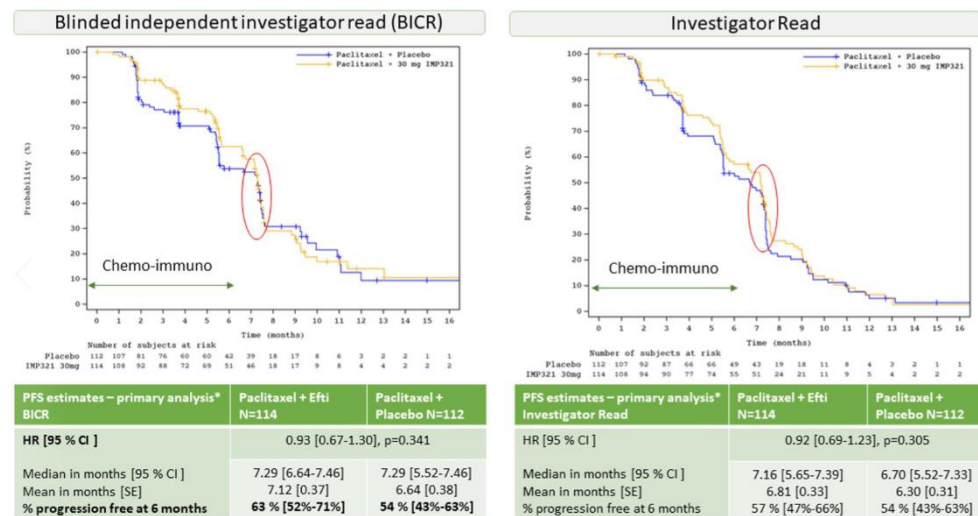 Blinded independent investigator read (BICR)
Paclitaxel + Placebo
Paclitaxel + 30 mg IMP321
100
90
80
70
60
50
40
30
20
10
0
Probability (%)
Chemo-immuno
0 1 2 3 4 5 6 7 8 9 10 11 12 13 14 15 16
Time (months)
Number of subjects at risk
Placebo 112 107 81 76 60 60 42 39 18 17 8 6 3 2 2 1 1
IMP321 30mg 114 108 92 88 72 69 51 46 18 17 9 8 4 4 2 2 2
PFS estimates – primary analysis* BICR
Paclitaxel + Efti N=114
Paclitaxel + Placebo N=112
HR [95 % CI ] 0.93 [0.67-1.30], p=0.341
Median in months [95 % CI ] 7.29 [6.64-7.46] 7.29 [5.52-7.46]
Mean in months [SE] 7.12 [0.37] 6.64 [0.38]
% progression free at 6 months 63 % [52%-71%] 54 % [43%-63%]
Investigator Read
Paclitaxel + Placebo
Paclitaxel + 30 mg IMP321
100
90
80
70
60
50
40
30
20
10
0
Probability (%)
Chemo-immuno
0 1 2 3 4 5 6 7 8 9 10 11 12 13 14 15 16
Time (months)
Number of subjects at risk
Placebo 112 107 92 87 66 66 49 43 19 18 11 8 4 3 2 2 1
IMP321 30mg 114 108 94 90 77 74 55 51 24 21 11 9 5 4 2 2 2
PFS estimates – primary analysis* Investigator Read
Paclitaxel + Efti N=114
Paclitaxel + Placebo N=112
HR [95 % CI ] 0.92 [0.69-1.23], p=0.305
Median in months [95 % CI ] 7.16 [5.65-7.39] 6.70 [5.52-7.33]
Mean in months [SE] 6.81 [0.33] 6.30 [0.31]
% progression free at 6 months 57 % [47%-66%] 54 % [43%-63%]